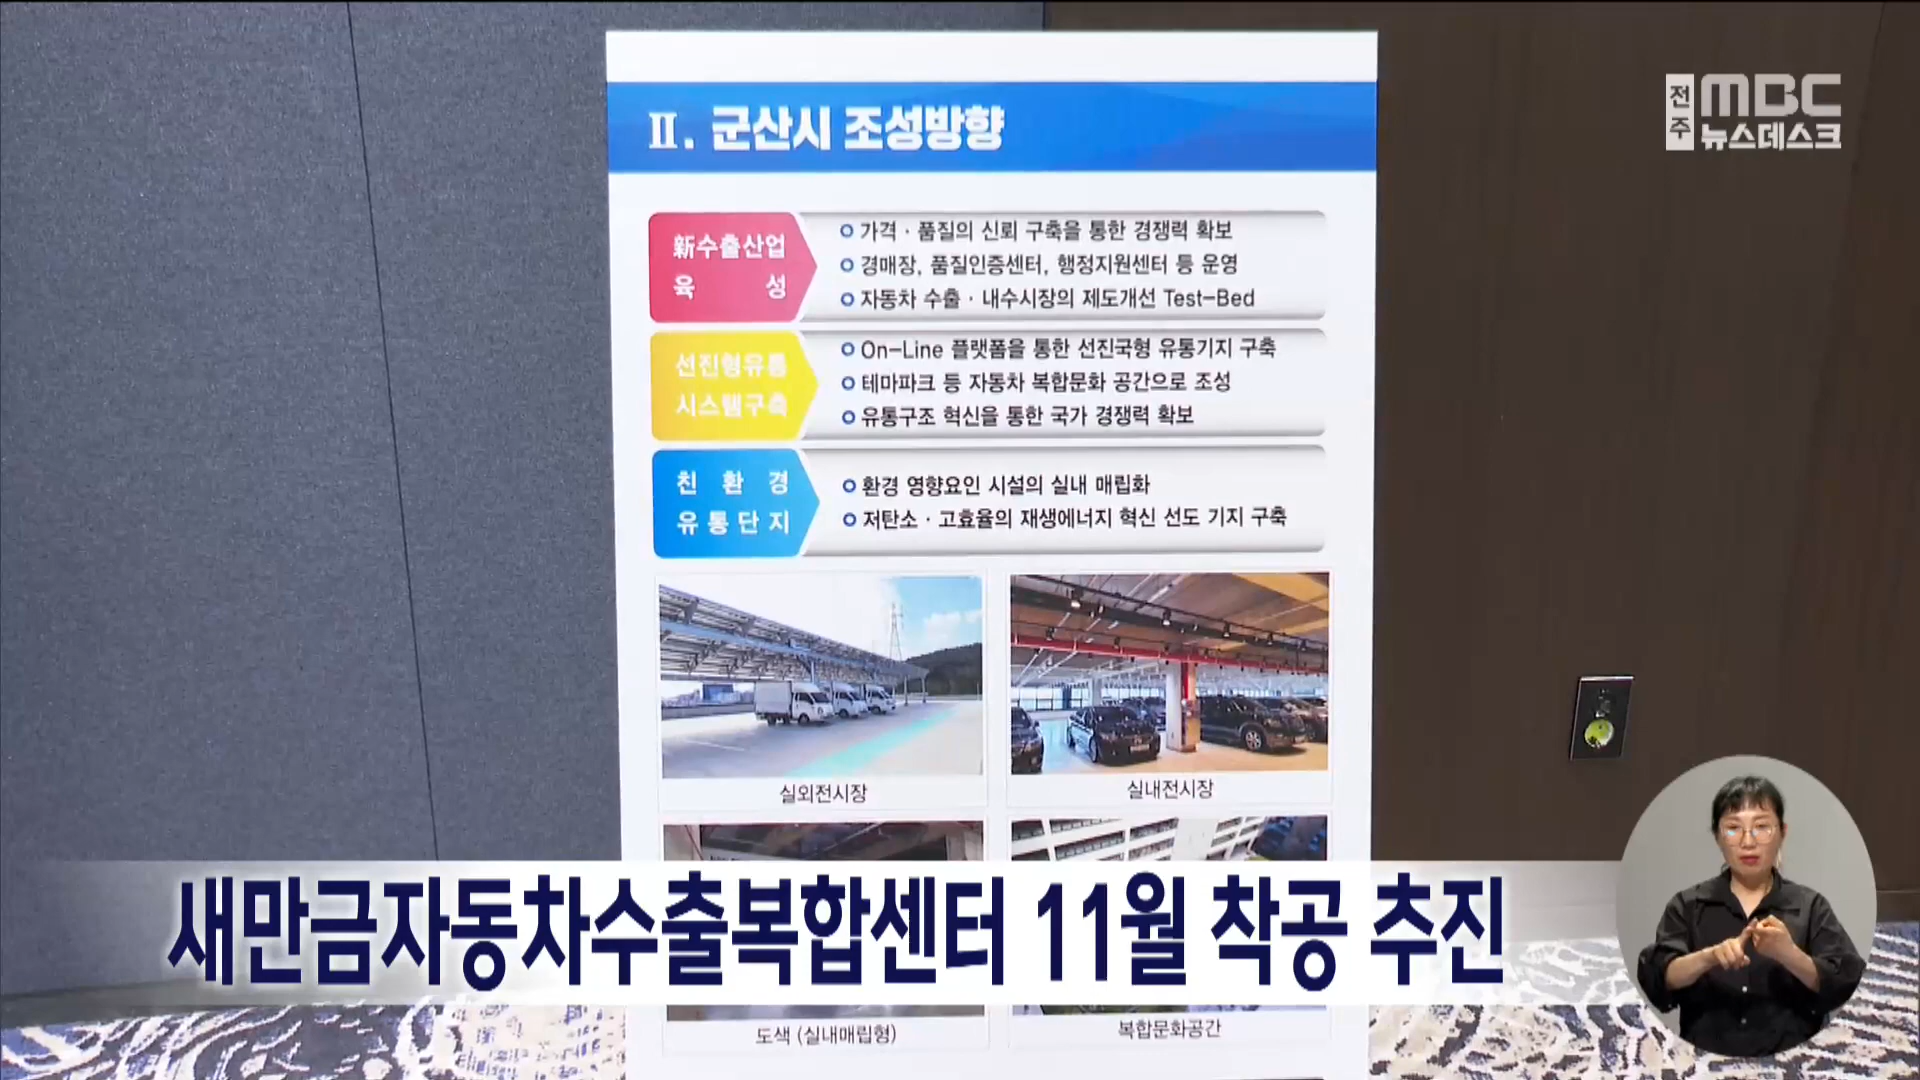 전주
MBC
뉴스데스크
Ⅱ. 군산시 조성방향
新수출산업
육 성
가격 · 품질의 신뢰 구축을 통한 경쟁력 확보
경매장, 품질인증센터, 행정지원센터 등 운영
자동차 수출 · 내수시장의 제도개선 Test-Bed
선진형유통
시스템구축
On-Line 플랫폼을 통한 선진국형 유통기지 구축
테마파크 등 자동차 복합문화 공간으로 조성
유통구조 혁신을 통한 국가 경쟁력 확보
친 환 경
유 통 단 지
환경 영향요인 시설의 실내 매립화
저탄소 · 고효율의 재생에너지 혁신 선도 기지 구축
실외전시장
실내전시장
새만금자동차수출복합센터 11월 착공 추진
도색 (실내매립형)
복합문화공간